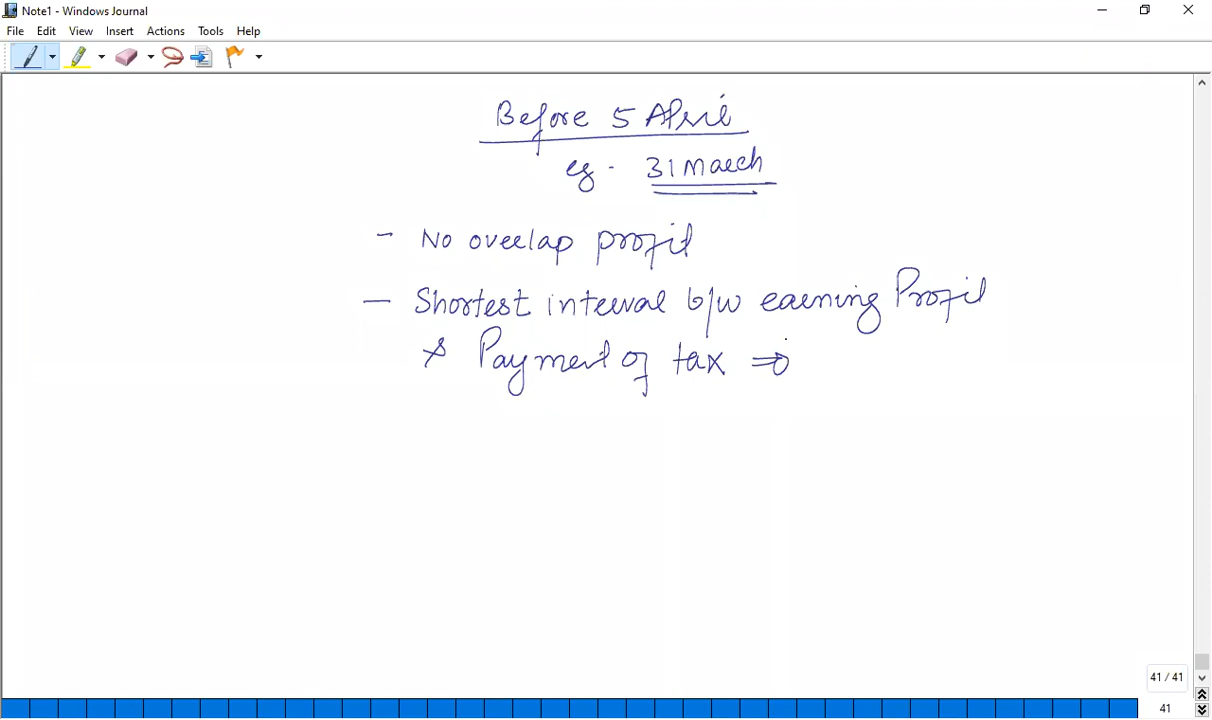 Note1 - Windows Journal
File Edit View Insert Actions Tools Help
Before 5 April
eg - 31 March
- No overlap profit
- Shortest interval b/w earning Profit
& Payment of tax ⇒
41 / 41
41